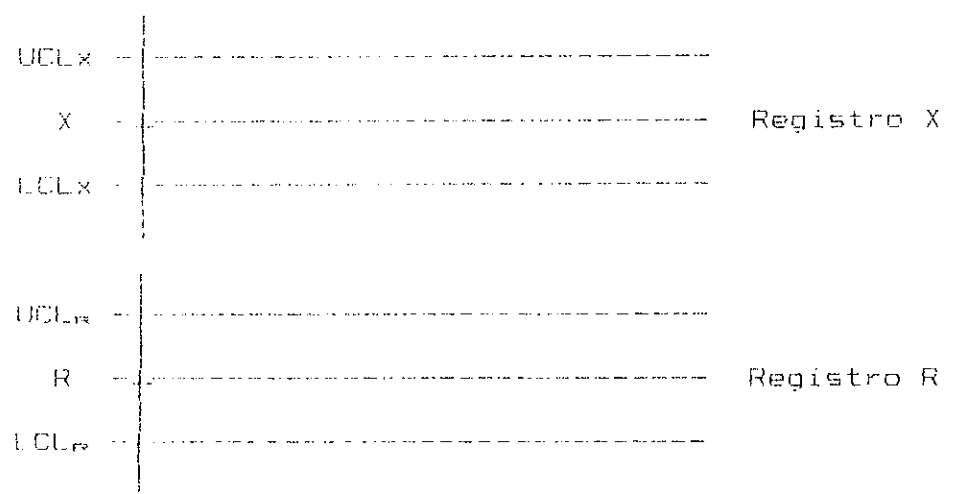 UCLx
X Registro X
LCLx
UCLR
R Registro R
LCLR